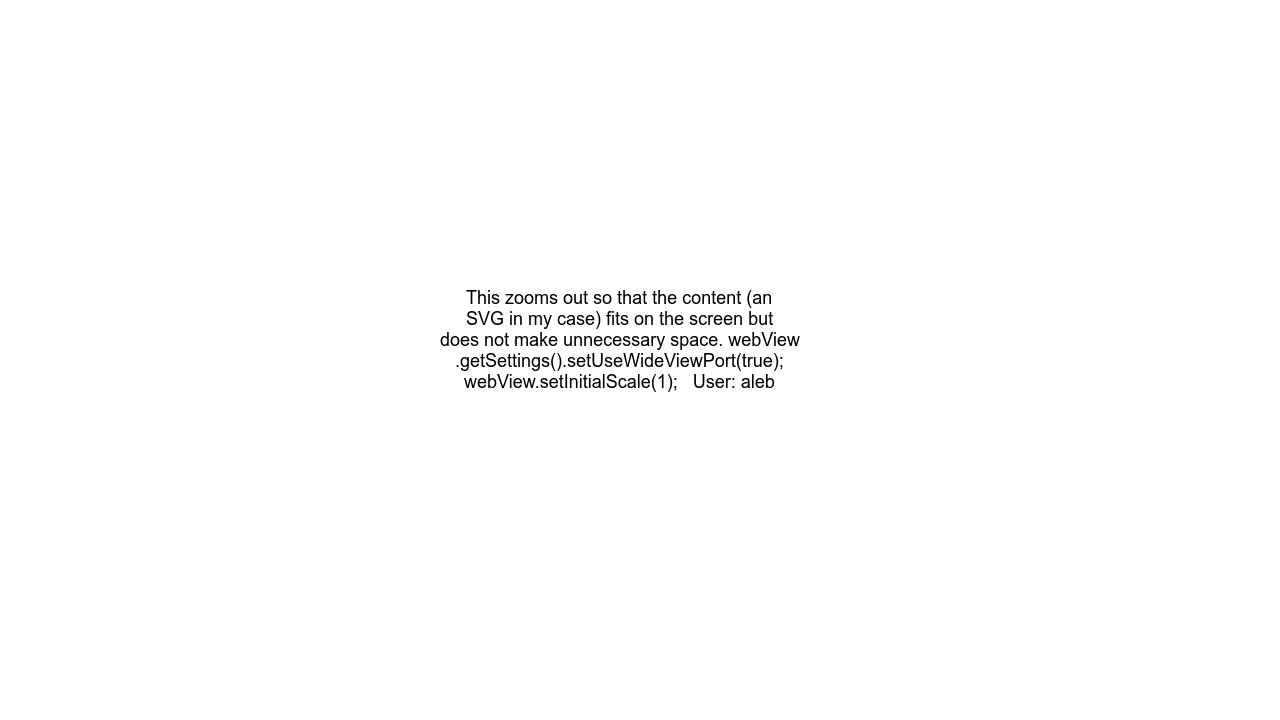 This zooms out so that the content (an
SVG in my case) fits on the screen but
does not make unnecessary space. webView
.getSettings().setUseWideViewPort(true);
webView.setInitialScale(1);   User: aleb